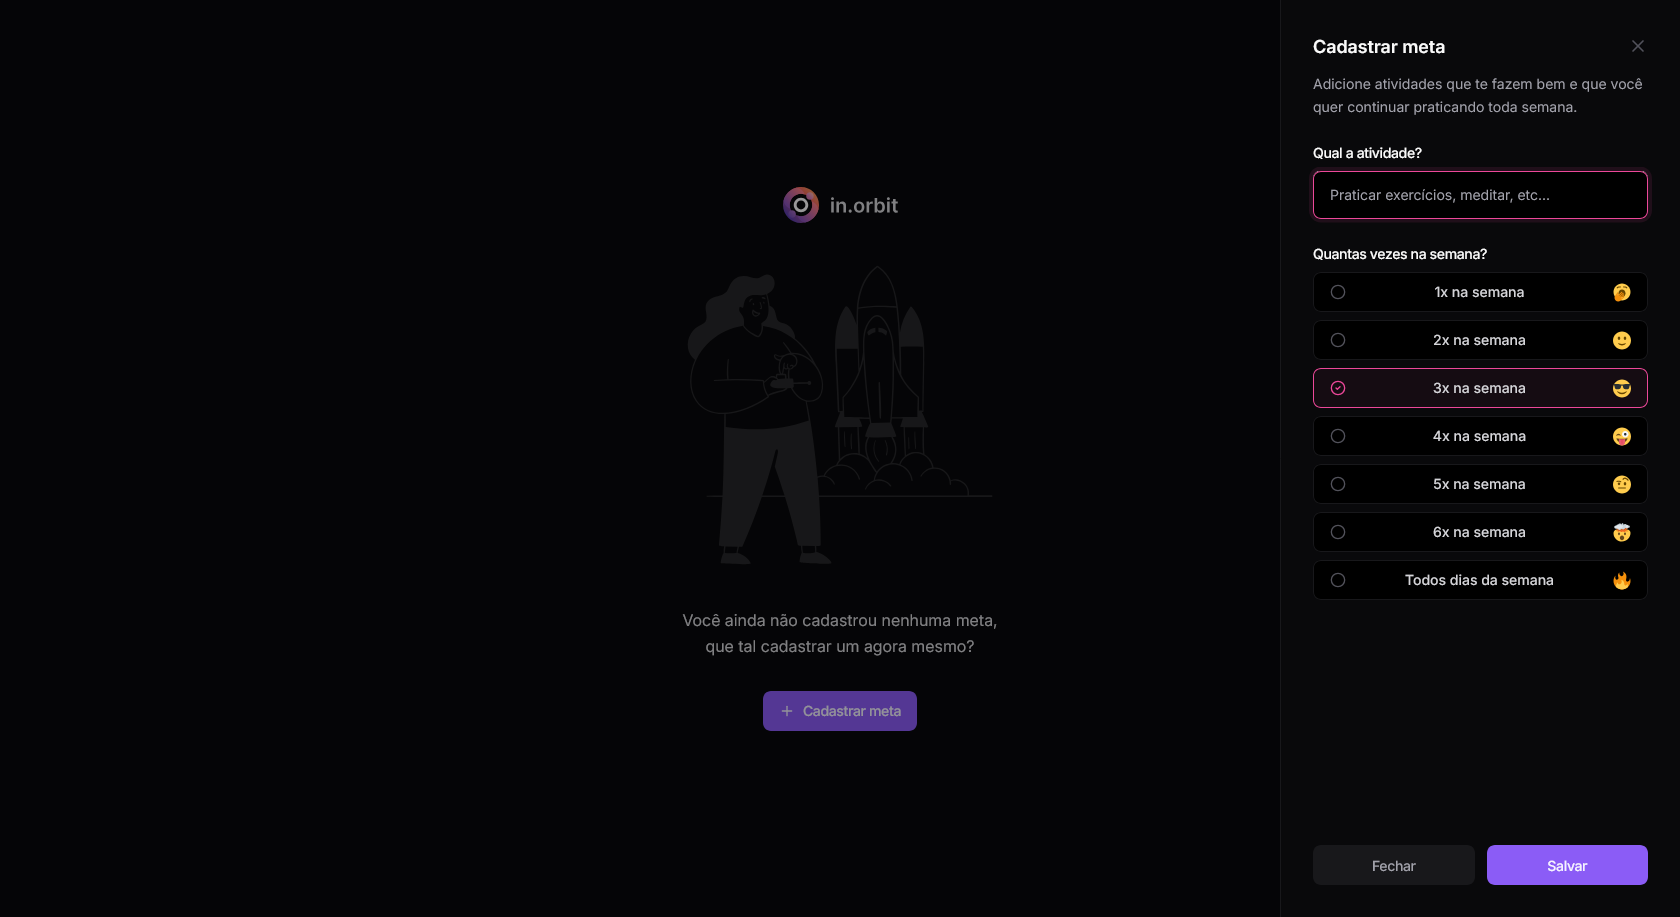 in.orbit
Você ainda não cadastrou nenhuma meta,
que tal cadastrar um agora mesmo?
Cadastrar meta
Cadastrar meta
Adicione atividades que te fazem bem e que você
quer continuar praticando toda semana.
Qual a atividade?
Praticar exercícios, meditar, etc...
Quantas vezes na semana?
1x na semana 🥱
2x na semana 🙂
3x na semana 😎
4x na semana 😜
5x na semana 🤨
6x na semana 🤯
Todos dias da semana 🔥
Fechar
Salvar